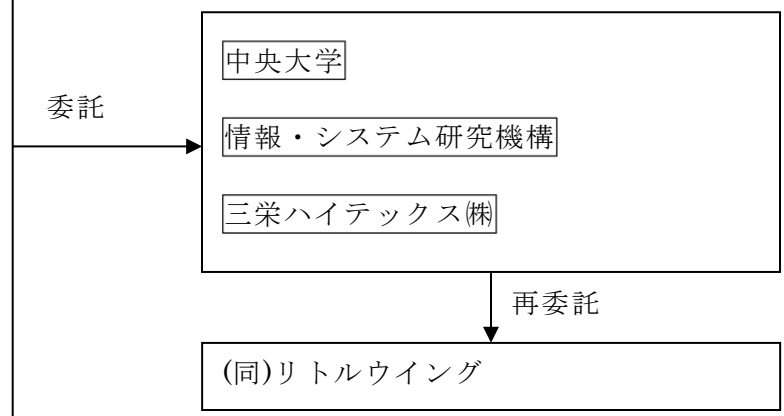 中央大学
委託
情報・システム研究機構
三栄ハイテックス㈱
再委託
(同)リトルウイング